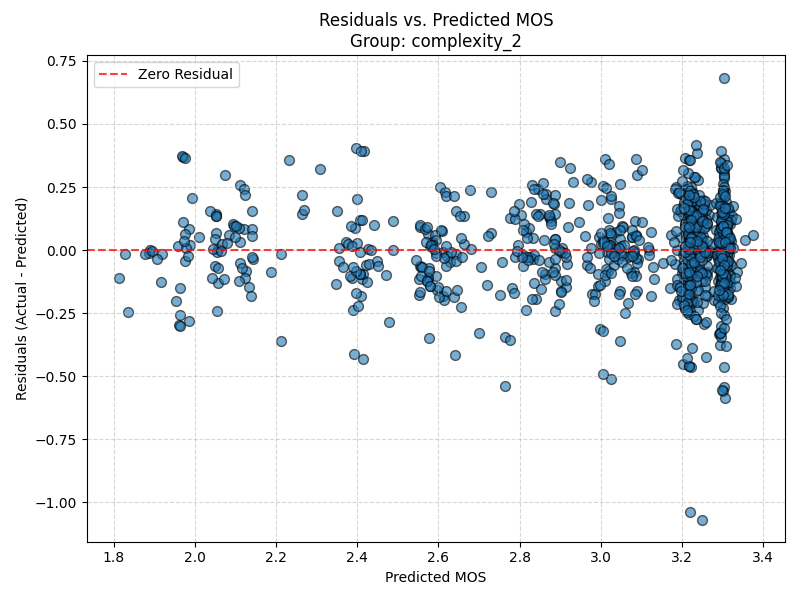 Residuals vs. Predicted MOS
Group: complexity_2
Zero Residual
Residuals (Actual - Predicted)
0.75
0.50
0.25
0.00
−0.25
−0.50
−0.75
−1.00
1.8 2.0 2.2 2.4 2.6 2.8 3.0 3.2 3.4
Predicted MOS